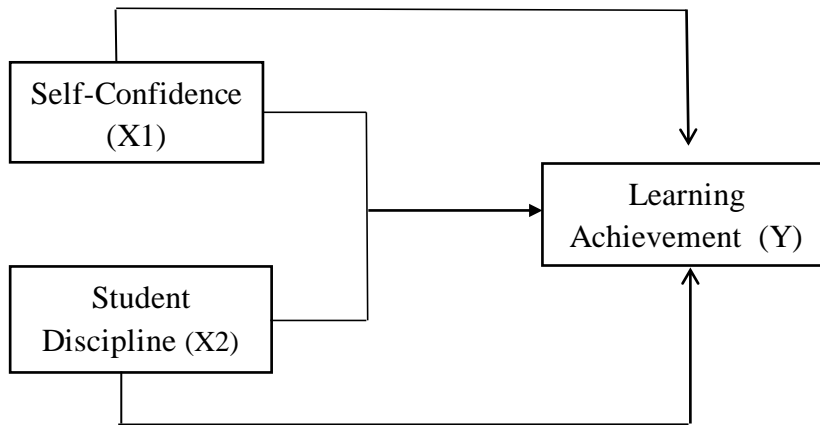 Self-Confidence
(X1)
Learning
Achievement (Y)
Student
Discipline (X2)